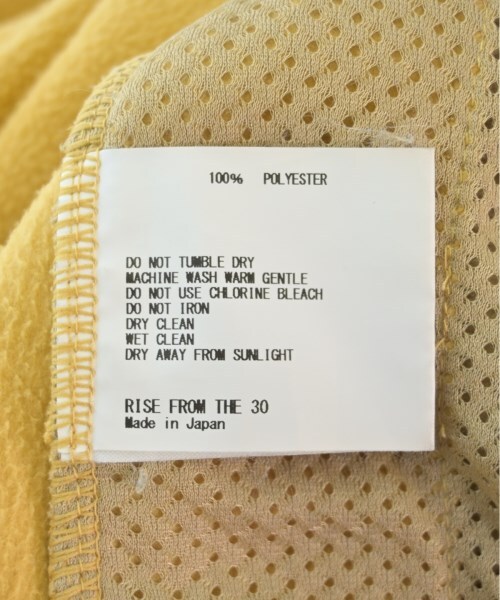 100% POLYESTER
DO NOT TUMBLE DRY
MACHINE WASH WARM GENTLE
DO NOT USE CHLORINE BLEACH
DO NOT IRON
DRY CLEAN
WET CLEAN
DRY AWAY FROM SUNLIGHT
RISE FROM THE 30
Made in Japan